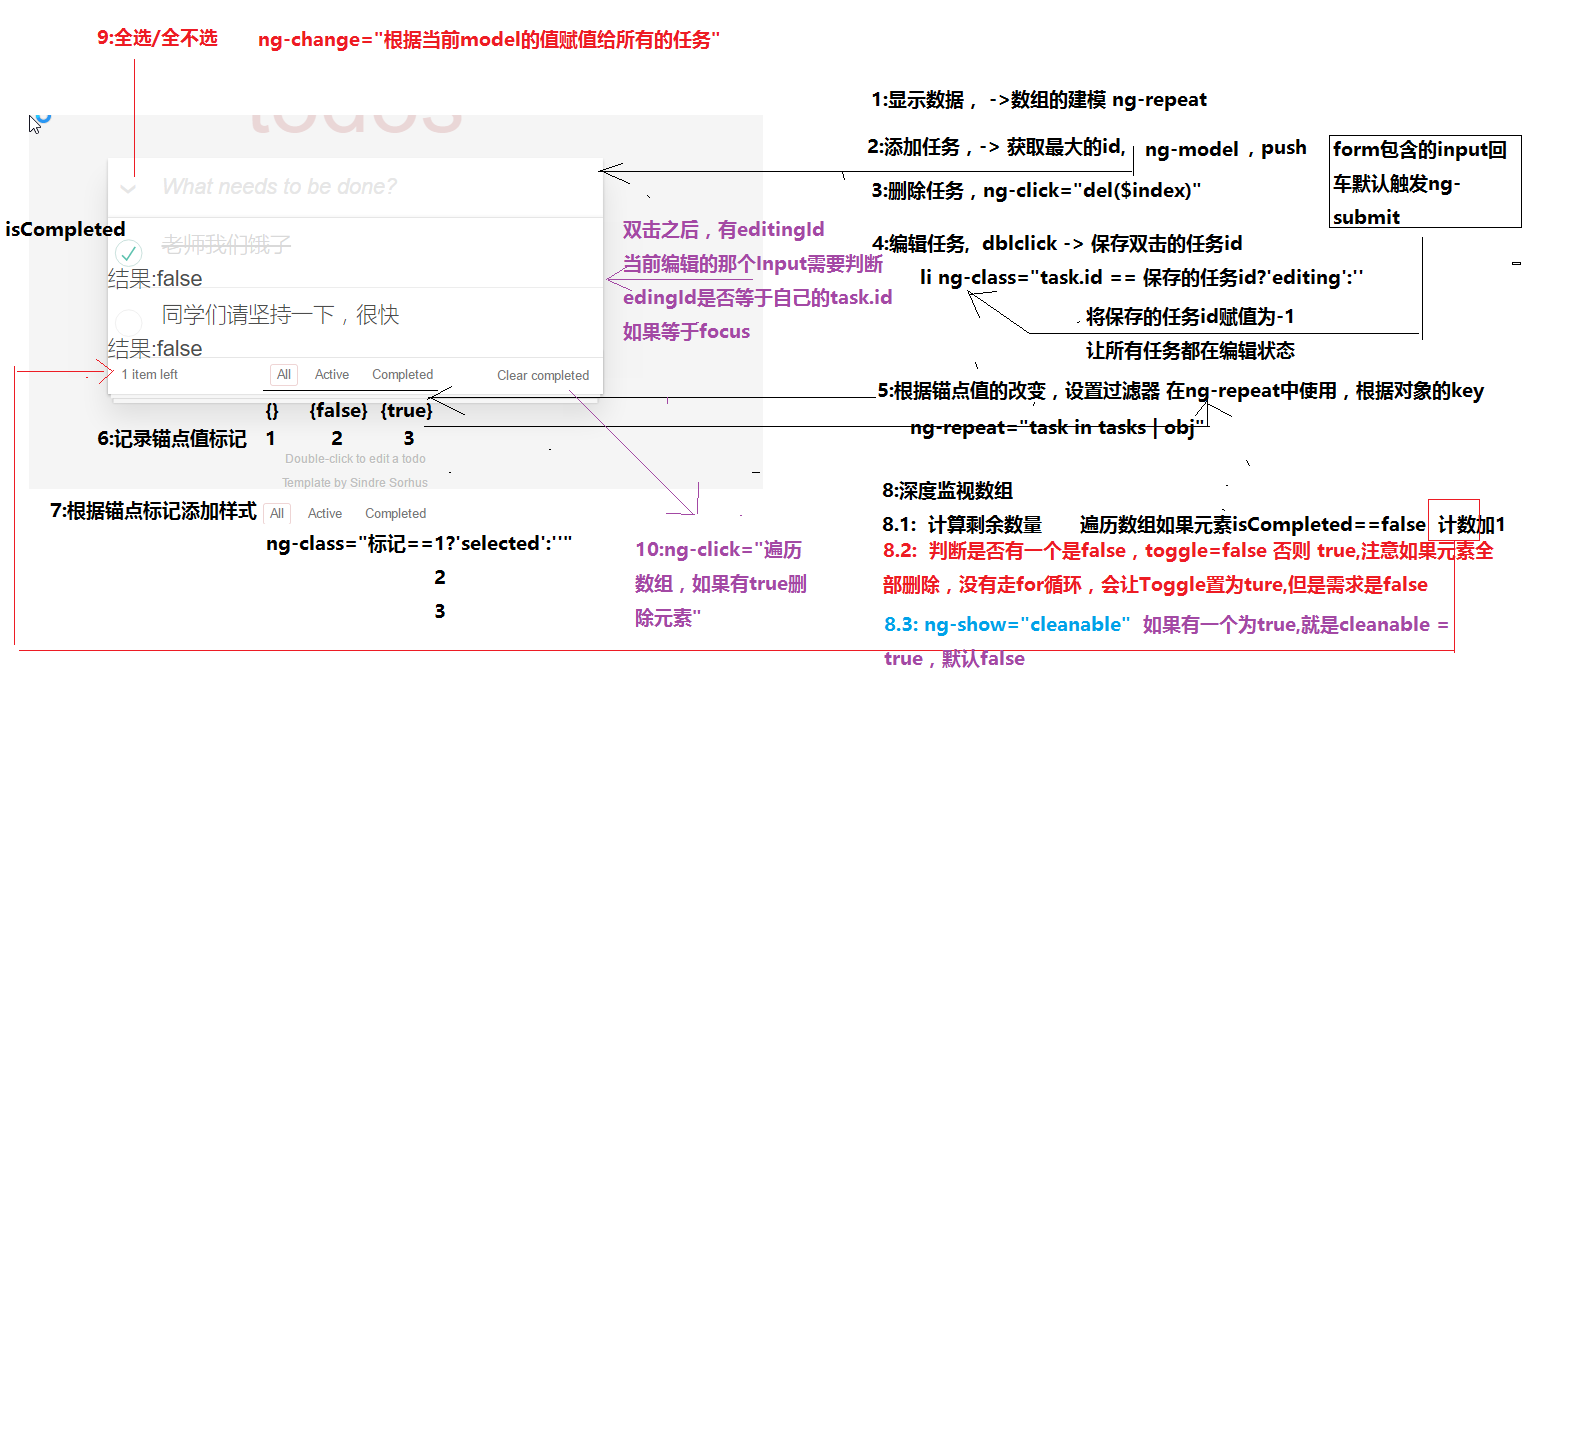 9:全选/全不选
ng-change="根据当前model的值赋值给所有的任务"
1:显示数据， ->数组的建模 ng-repeat
todos
2:添加任务，-> 获取最大的id,
ng-model ，push
form包含的input回
车默认触发ng-
submit
What needs to be done?
3:删除任务，ng-click="del($index)"
isCompleted
老师我们饿了
结果:false
同学们请坚持一下，很快
结果:false
双击之后，有editingId
当前编辑的那个Input需要判断
edingId是否等于自己的task.id
如果等于focus
4:编辑任务, dblclick -> 保存双击的任务id
li ng-class="task.id == 保存的任务id?'editing':''
将保存的任务id赋值为-1
让所有任务都在编辑状态
1 item left
All
Active
Completed
Clear completed
5:根据锚点值的改变，设置过滤器 在ng-repeat中使用，根据对象的key
ng-repeat="task in tasks | obj"
{} {false} {true}
6:记录锚点值标记 1 2 3
Double-click to edit a todo
Template by Sindre Sorhus
7:根据锚点标记添加样式
All
Active
Completed
ng-class="标记==1?'selected':''"
2
3
10:ng-click="遍历
数组，如果有true删
除元素"
8:深度监视数组
8.1: 计算剩余数量 遍历数组如果元素isCompleted==false 计数加1
8.2: 判断是否有一个是false，toggle=false 否则 true,注意如果元素全
部删除，没有走for循环，会让Toggle置为ture,但是需求是false
8.3: ng-show="cleanable" 如果有一个为true,就是cleanable =
true，默认false